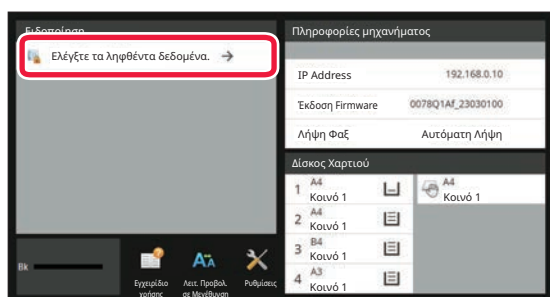 Ειδοποίηση
Ελέγξτε τα ληφθέντα δεδομένα.
Bk
Εγχειρίδιο
χρήσης
Λειτ. Προβολ.
σε Μεγέθυνση
Ρυθμίσεις
Πληροφορίες μηχανήματος
IP Address 192.168.0.10
Έκδοση Firmware 0078Q1Af_23030100
Λήψη Φαξ Αυτόματη Λήψη
Δίσκος Χαρτιού
1 A4
Κοινό 1
A4
Κοινό 1
2 A4
Κοινό 1
3 B4
Κοινό 1
4 A3
Κοινό 1